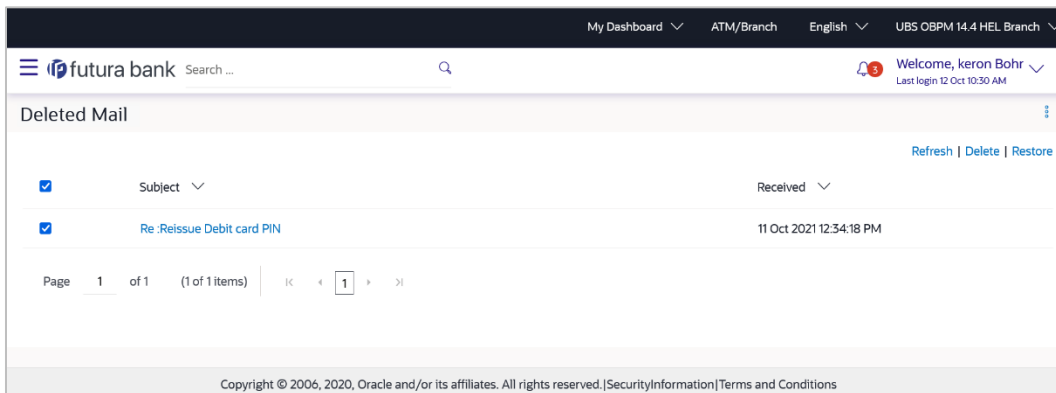 My Dashboard ATM/Branch English UBS OBPM 14.4 HEL Branch
futura bank Search ... 3 Welcome, keron Bohr
Last login 12 Oct 10:30 AM
Deleted Mail
Refresh | Delete | Restore
Subject Received
Re :Reissue Debit card PIN 11 Oct 2021 12:34:18 PM
Page 1 of 1 (1 of 1 items) 1
Copyright © 2006, 2020, Oracle and/or its affiliates. All rights reserved.|SecurityInformation|Terms and Conditions